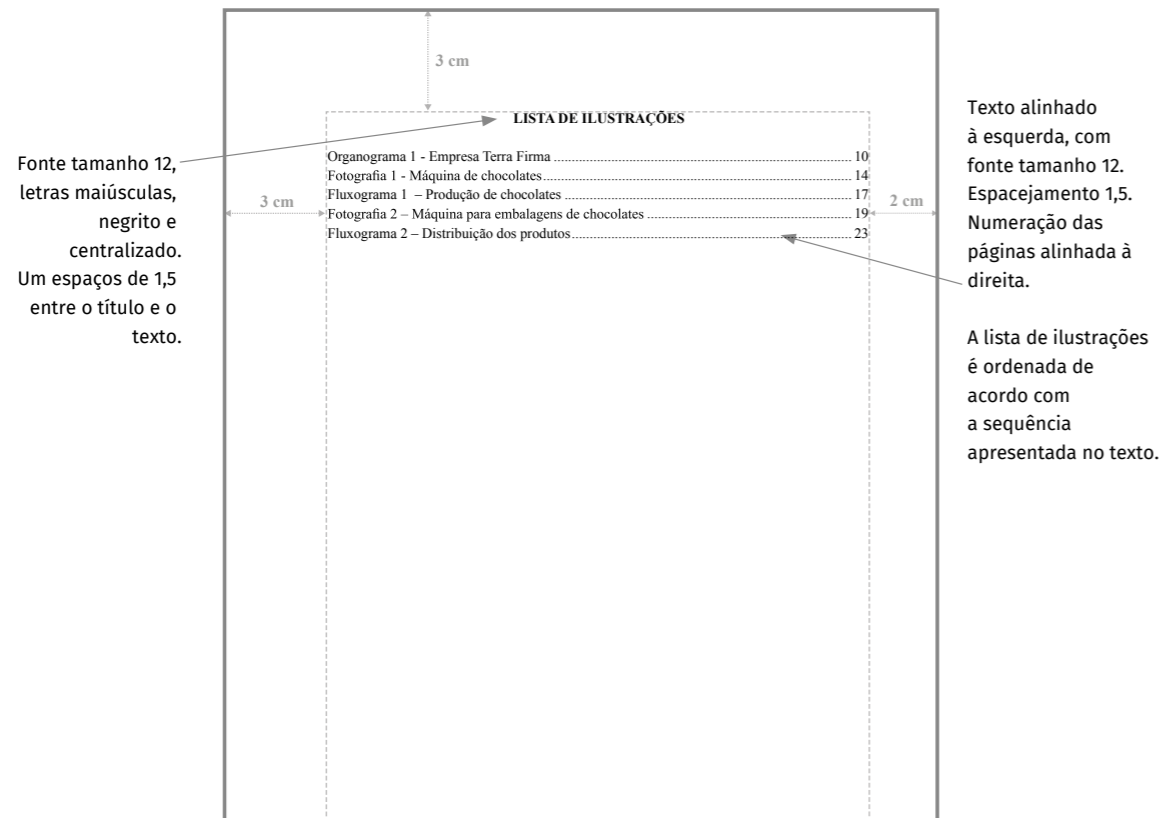 3 cm
LISTA DE ILUSTRAÇÕES
Organograma 1 - Empresa Terra Firma ........................................ 10
Fotografia 1 - Máquina de chocolates........................................ 14
Fluxograma 1  – Produção de chocolates ........................................ 17
Fotografia 2 – Máquina para embalagens de chocolates ........................................ 19
Fluxograma 2 – Distribuição dos produtos........................................ 23
3 cm
2 cm
Fonte tamanho 12,
letras maiúsculas,
negrito e
centralizado.
Um espaços de 1,5
entre o título e o
texto.
Texto alinhado
à esquerda, com
fonte tamanho 12.
Espacejamento 1,5.
Numeração das
páginas alinhada à
direita.
A lista de ilustrações
é ordenada de
acordo com
a sequência
apresentada no texto.